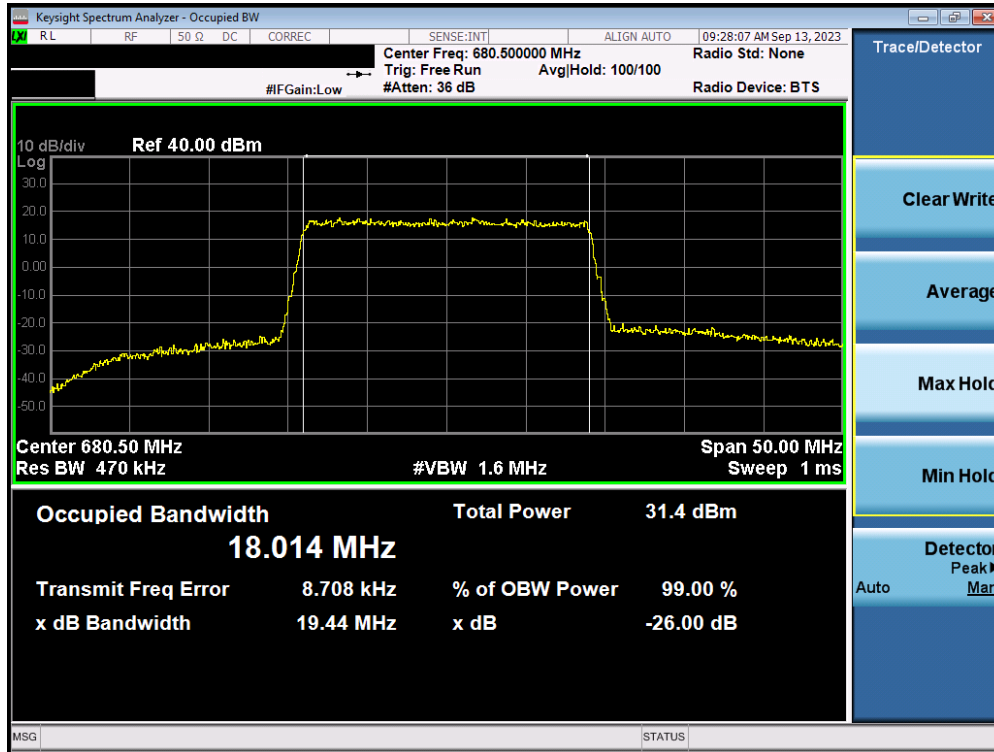 Keysight Spectrum Analyzer - Occupied BW
LXI RL RF 50 Ω DC CORREC SENSE:INT ALIGN AUTO 09:28:07 AM Sep 13, 2023
Center Freq: 680.500000 MHz Radio Std: None
Trig: Free Run Avg|Hold: 100/100
#IFGain:Low #Atten: 36 dB Radio Device: BTS
Trace/Detector
10 dB/div Ref 40.00 dBm
Log
30.0
20.0
10.0
0.00
-10.0
-20.0
-30.0
-40.0
-50.0
Center 680.50 MHz Span 50.00 MHz
Res BW 470 kHz #VBW 1.6 MHz Sweep 1 ms
Occupied Bandwidth Total Power 31.4 dBm
18.014 MHz
Transmit Freq Error 8.708 kHz % of OBW Power 99.00 %
x dB Bandwidth 19.44 MHz x dB -26.00 dB
Clear Write
Average
Max Hold
Min Hold
Detector
Peak
Auto Man
MSG STATUS